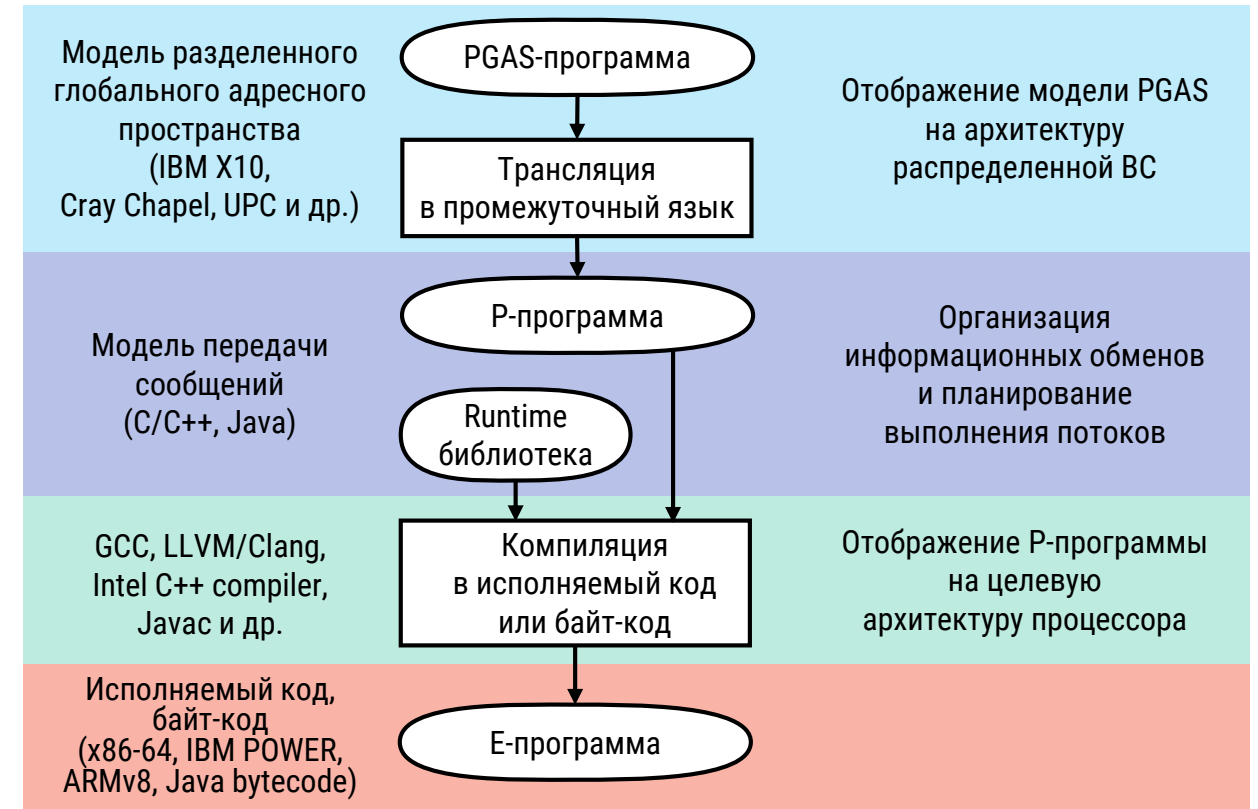 Модель разделенного
глобального адресного
пространства
(IBM X10,
Cray Chapel, UPC и др.)
PGAS-программа
Трансляция
в промежуточный язык
Отображение модели PGAS
на архитектуру
распределенной ВС
Модель передачи
сообщений
(C/C++, Java)
P-программа
Runtime
библиотека
Организация
информационных обменов
и планирование
выполнения потоков
GCC, LLVM/Clang,
Intel C++ compiler,
Javac и др.
Компиляция
в исполняемый код
или байт-код
Отображение P-программы
на целевую
архитектуру процессора
Исполняемый код,
байт-код
(x86-64, IBM POWER,
ARMv8, Java bytecode)
E-программа